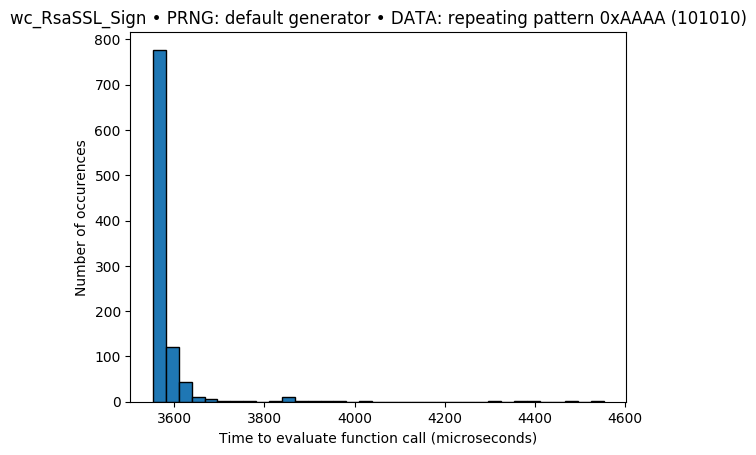 wc_RsaSSL_Sign • PRNG: default generator • DATA: repeating pattern 0xAAAA (101010)
800
700
600
500
400
300
200
100
0
Number of occurences
3600 3800 4000 4200 4400 4600
Time to evaluate function call (microseconds)